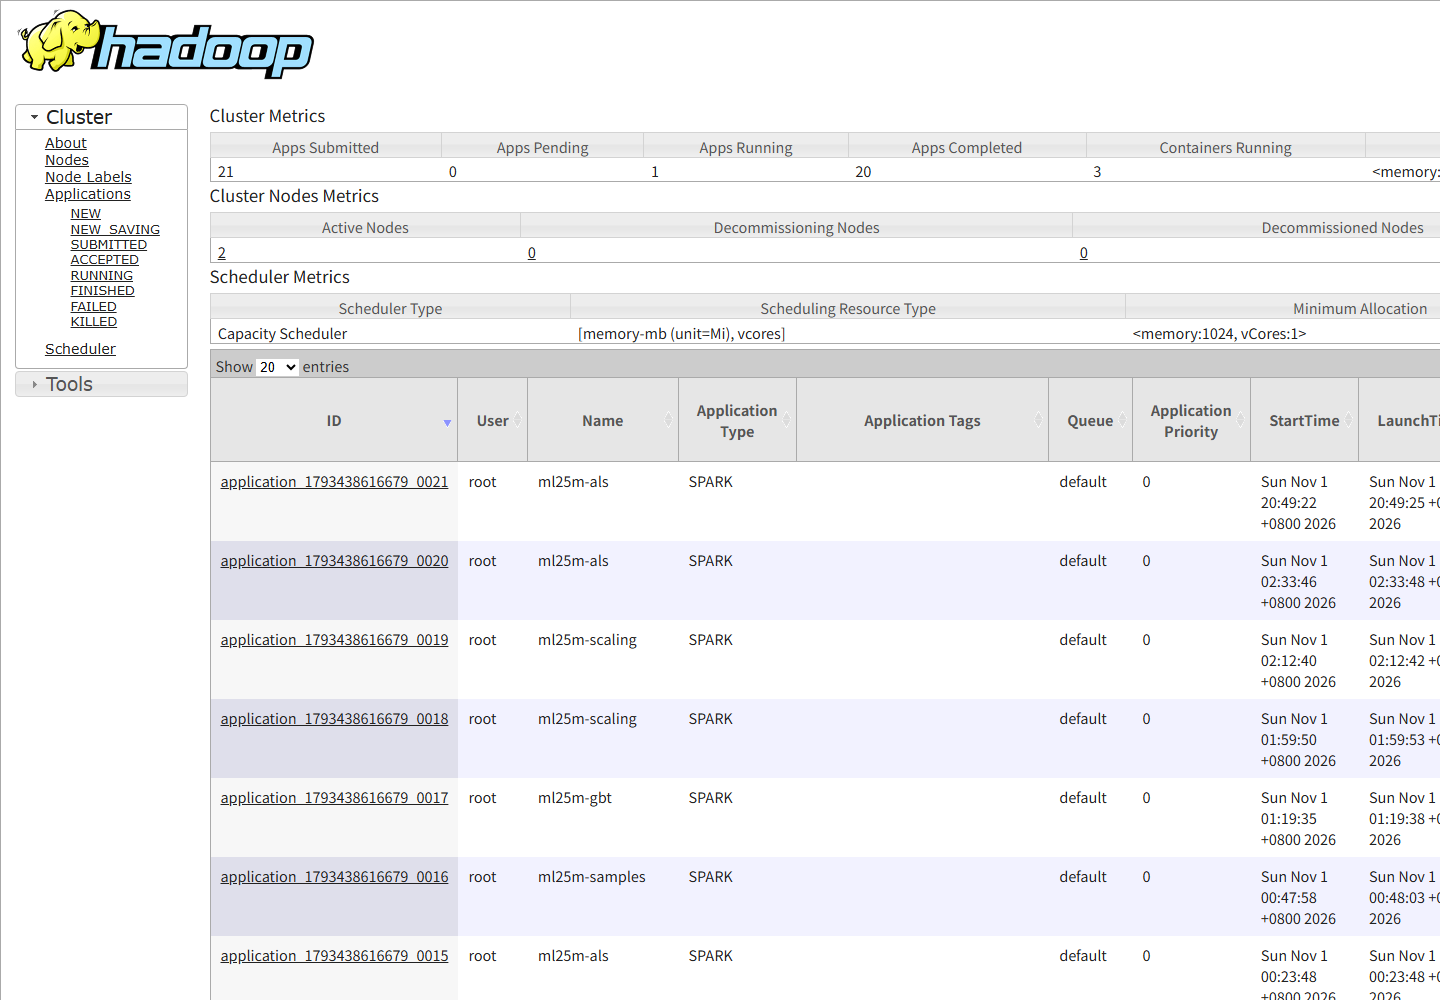 hadoop
Cluster
About
Nodes
Node Labels
Applications
NEW
NEW_SAVING
SUBMITTED
ACCEPTED
RUNNING
FINISHED
FAILED
KILLED
Scheduler
Tools
Cluster Metrics
Apps Submitted Apps Pending Apps Running Apps Completed Containers Running
21 0 1 20 3 <memory:
Cluster Nodes Metrics
Active Nodes Decommissioning Nodes Decommissioned Nodes
2 0 0
Scheduler Metrics
Scheduler Type Scheduling Resource Type Minimum Allocation
Capacity Scheduler [memory-mb (unit=Mi), vcores] <memory:1024, vCores:1>
Show 20 entries
ID User Name Application Type Application Tags Queue Application Priority StartTime LaunchTi
application_1793438616679_0021 root ml25m-als SPARK default 0 Sun Nov 1 Sun Nov 1
20:49:22 20:49:25 +0
+0800 2026 2026
application_1793438616679_0020 root ml25m-als SPARK default 0 Sun Nov 1 Sun Nov 1
02:33:46 02:33:48 +0
+0800 2026 2026
application_1793438616679_0019 root ml25m-scaling SPARK default 0 Sun Nov 1 Sun Nov 1
02:12:40 02:12:42 +0
+0800 2026 2026
application_1793438616679_0018 root ml25m-scaling SPARK default 0 Sun Nov 1 Sun Nov 1
01:59:50 01:59:53 +0
+0800 2026 2026
application_1793438616679_0017 root ml25m-gbt SPARK default 0 Sun Nov 1 Sun Nov 1
01:19:35 01:19:38 +0
+0800 2026 2026
application_1793438616679_0016 root ml25m-samples SPARK default 0 Sun Nov 1 Sun Nov 1
00:47:58 00:48:03 +0
+0800 2026 2026
application_1793438616679_0015 root ml25m-als SPARK default 0 Sun Nov 1 Sun Nov 1
00:23:48 00:23:48 +0
+0800 2026 2026